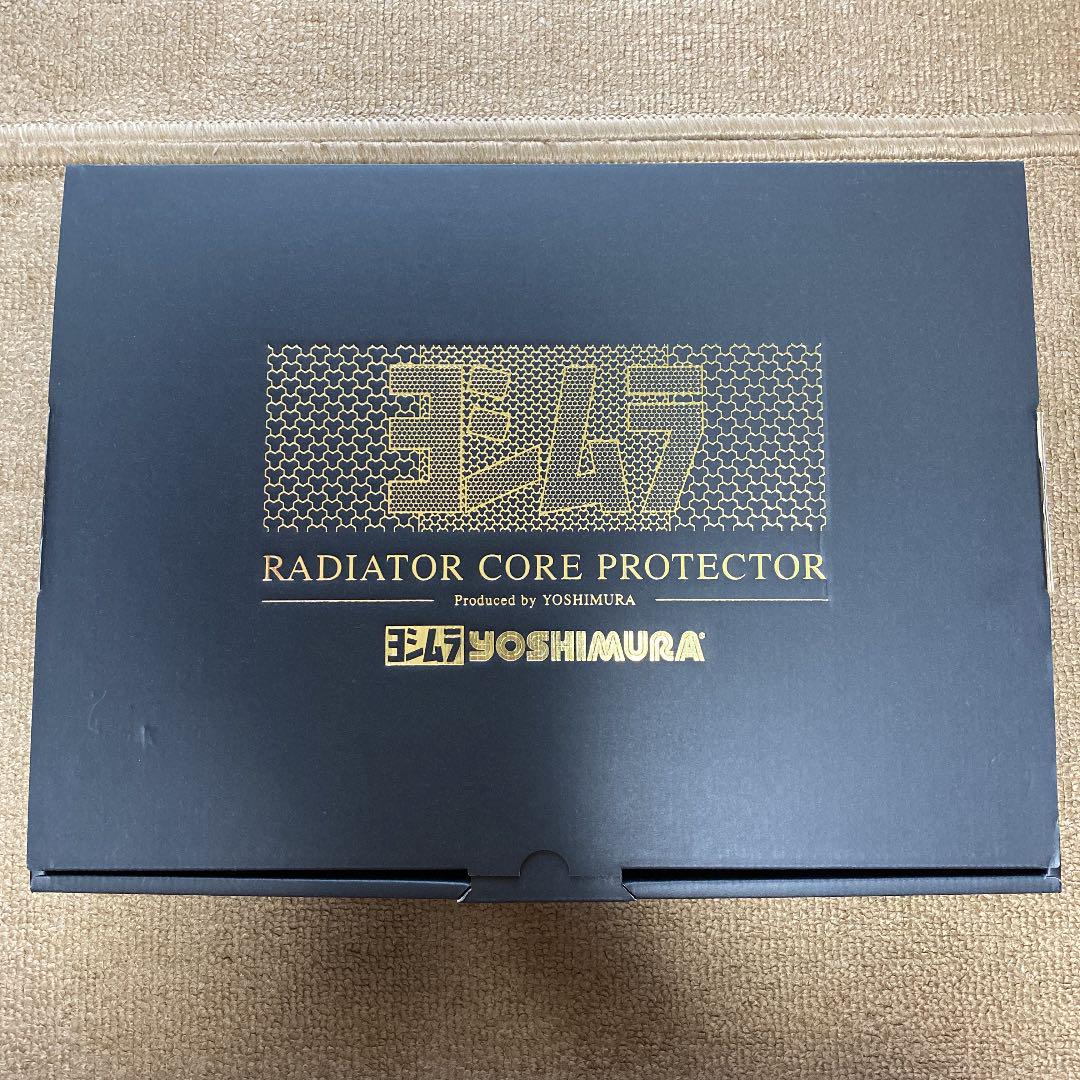 ヨシムラ
RADIATOR CORE PROTECTOR
Produced by YOSHIMURA
ヨシムラ YOSHIMURA®